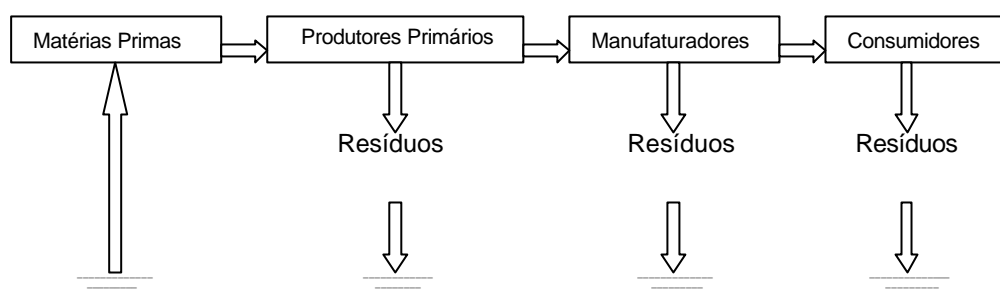 Matérias Primas
Produtores Primários
Manufaturadores
Consumidores
Resíduos
Resíduos
Resíduos